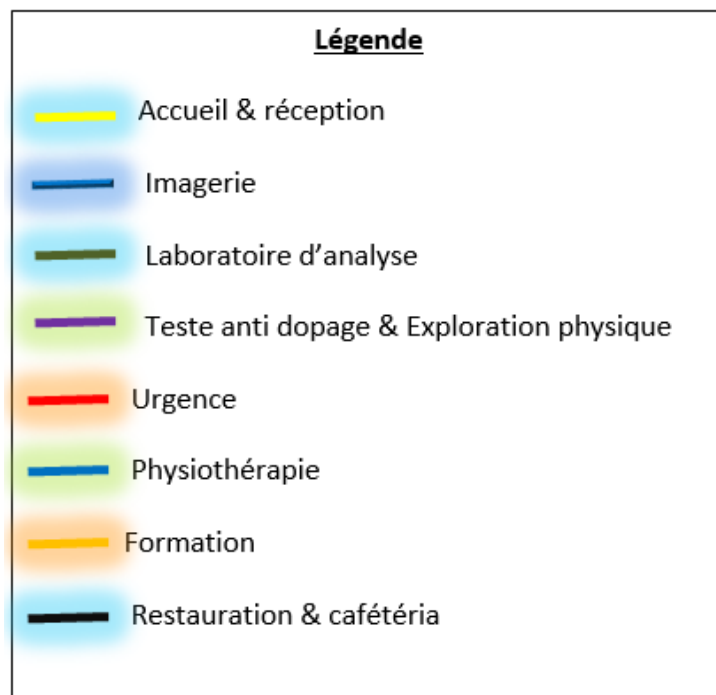 Légende
Accueil & réception
Imagerie
Laboratoire d’analyse
Teste anti dopage & Exploration physique
Urgence
Physiothérapie
Formation
Restauration & cafétéria